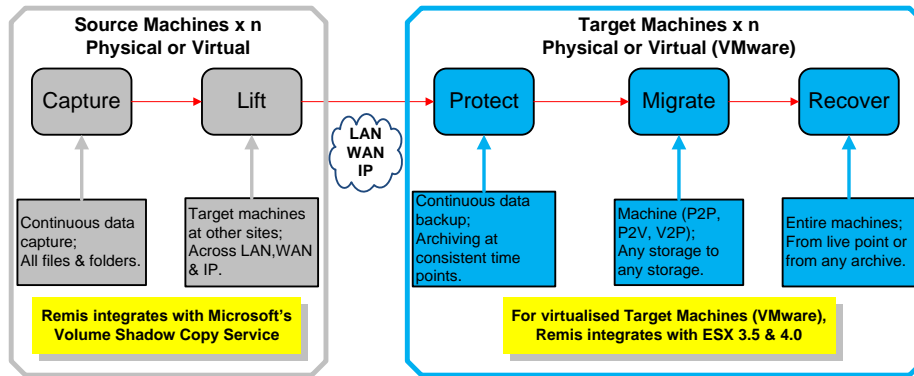 Source Machines x n
Physical or Virtual
Capture
Lift
Continuous data
capture;
All files & folders.
Target machines
at other sites;
Across LAN,WAN
& IP.
Remis integrates with Microsoft's
Volume Shadow Copy Service
LAN
WAN
IP
Target Machines x n
Physical or Virtual (VMware)
Protect
Migrate
Recover
Continuous data
backup;
Archiving at
consistent time
points.
Machine (P2P,
P2V, V2P);
Any storage to
any storage.
Entire machines;
From live point or
from any archive.
For virtualised Target Machines (VMware),
Remis integrates with ESX 3.5 & 4.0